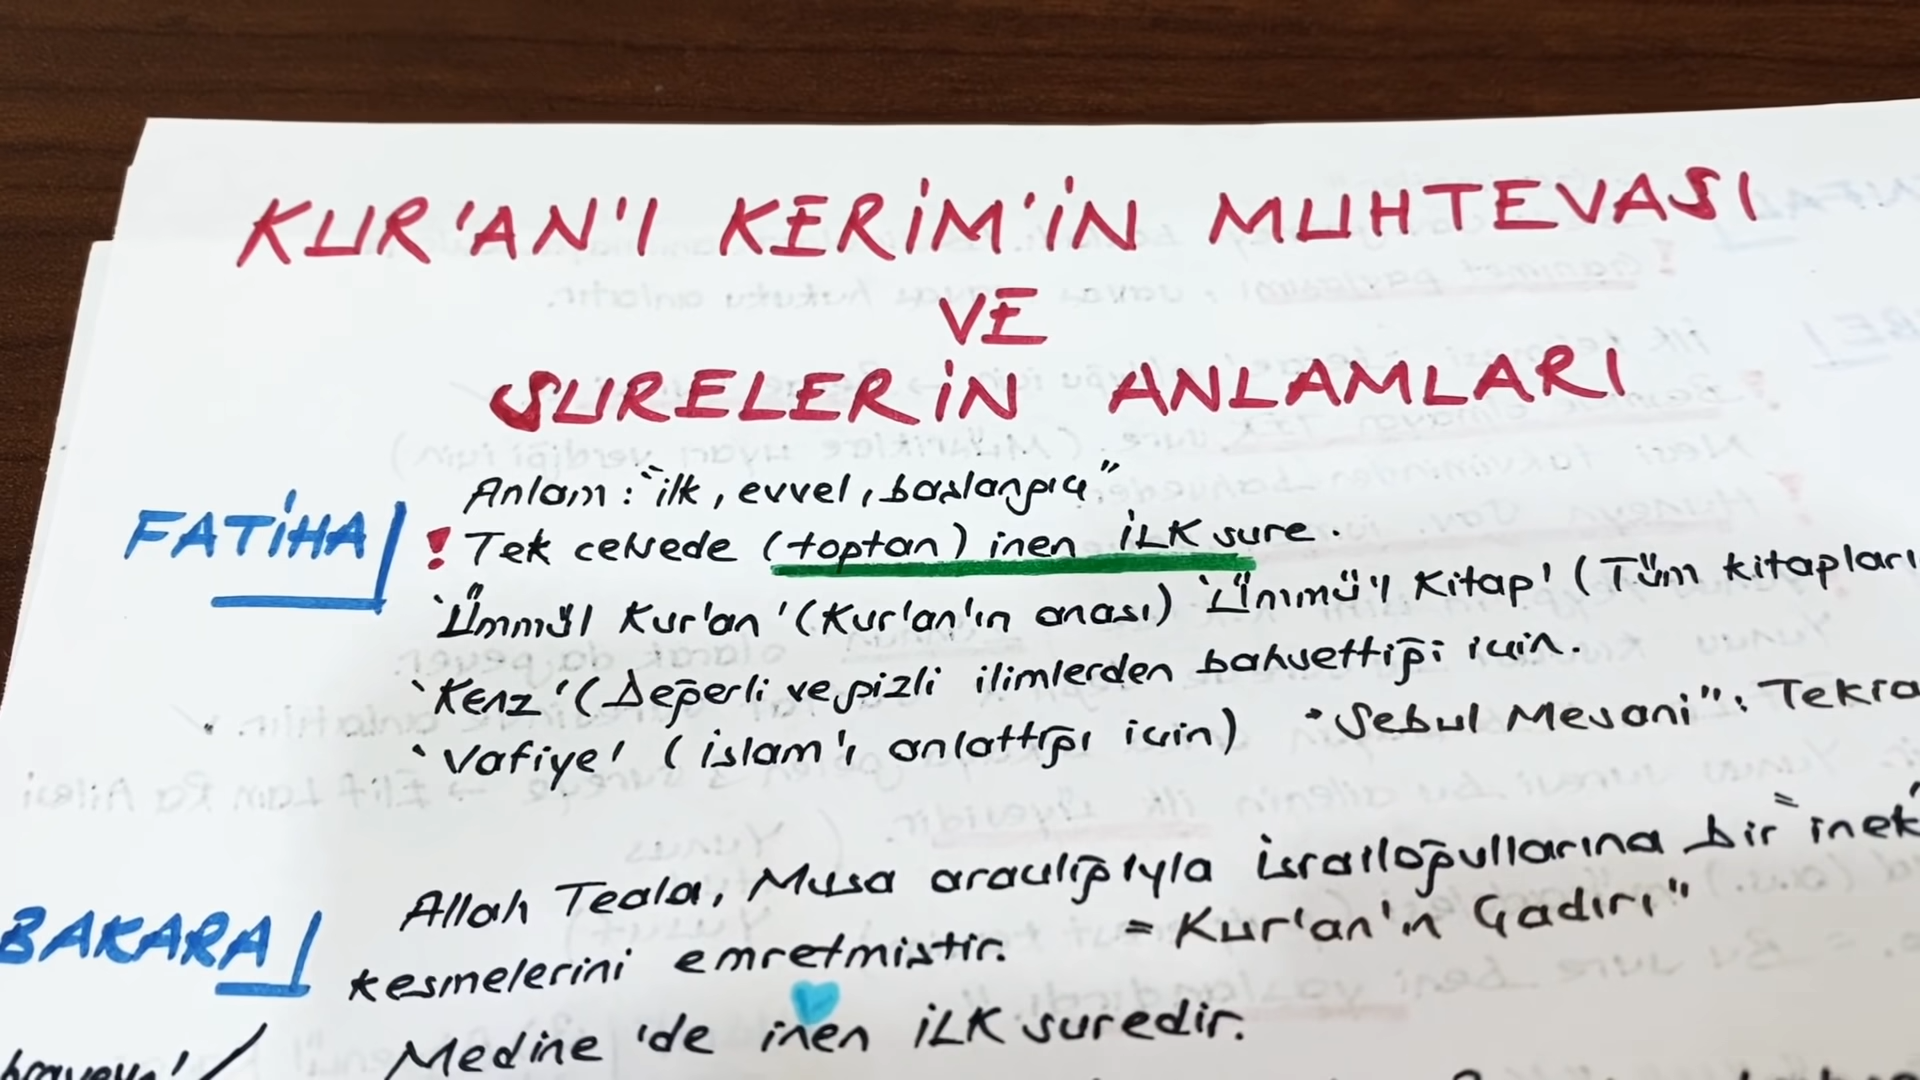 KUR'AN'I KERİM'İN MUHTEVASI
VE
SURELERİN ANLAMLARI
FATİHA
Anlam : "ilk, evvel, başlangıç"
! Tek celsede (toptan) inen İLK sure.
'Ümmül Kur'an' (Kur'an'ın anası) 'Ümmü'l Kitap' (Tüm kitapları
'Kenz' (Değerli ve gizli ilimlerden bahsettiği için.
'Vafiye' (İslam'ı anlattığı için) "Sebul Mesani": Tekra
BAKARA
Allah Teala, Musa aracılığıyla İsrailoğullarına bir "inek"
kesmelerini emretmiştir. = Kur'an'ın Çadırı"
Medine'de inen İLK suredir.